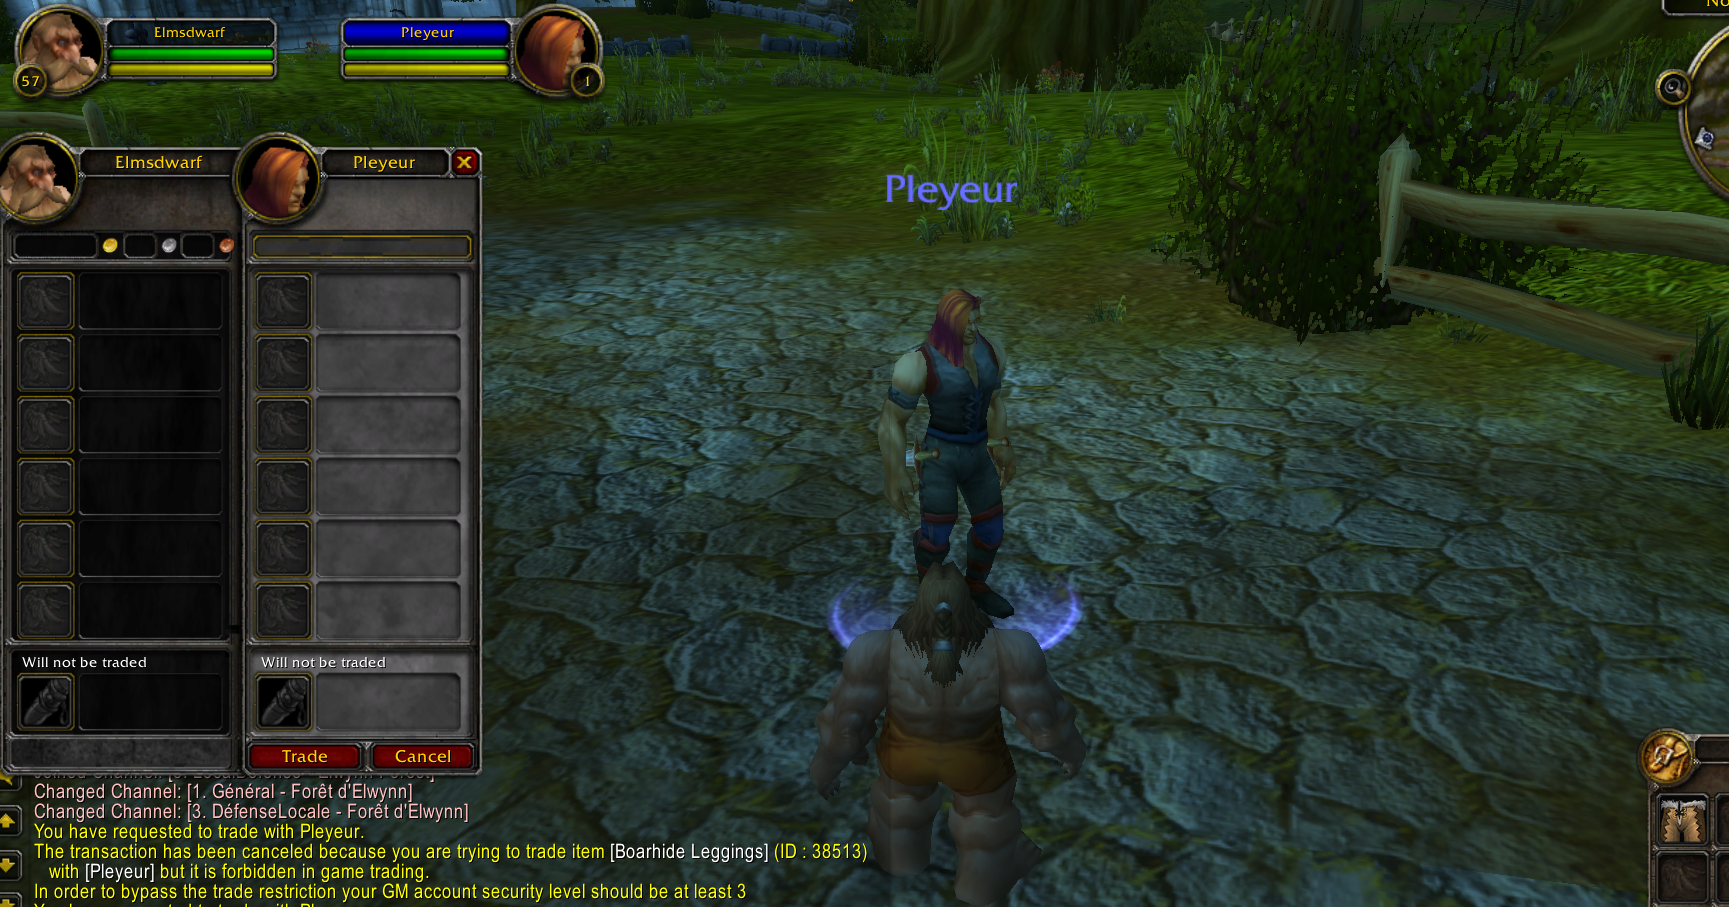 Elmsdwarf
57
Pleyeur
1
No
Elmsdwarf
Pleyeur
Pleyeur
Will not be traded
Will not be traded
Trade
Cancel
Changed Channel: [1. Général - Forêt d'Elwynn]
Changed Channel: [3. DéfenseLocale - Forêt d'Elwynn]
You have requested to trade with Pleyeur.
The transaction has been canceled because you are trying to trade item [Boarhide Leggings] (ID : 38513)
with [Pleyeur] but it is forbidden in game trading.
In order to bypass the trade restriction your GM account security level should be at least 3